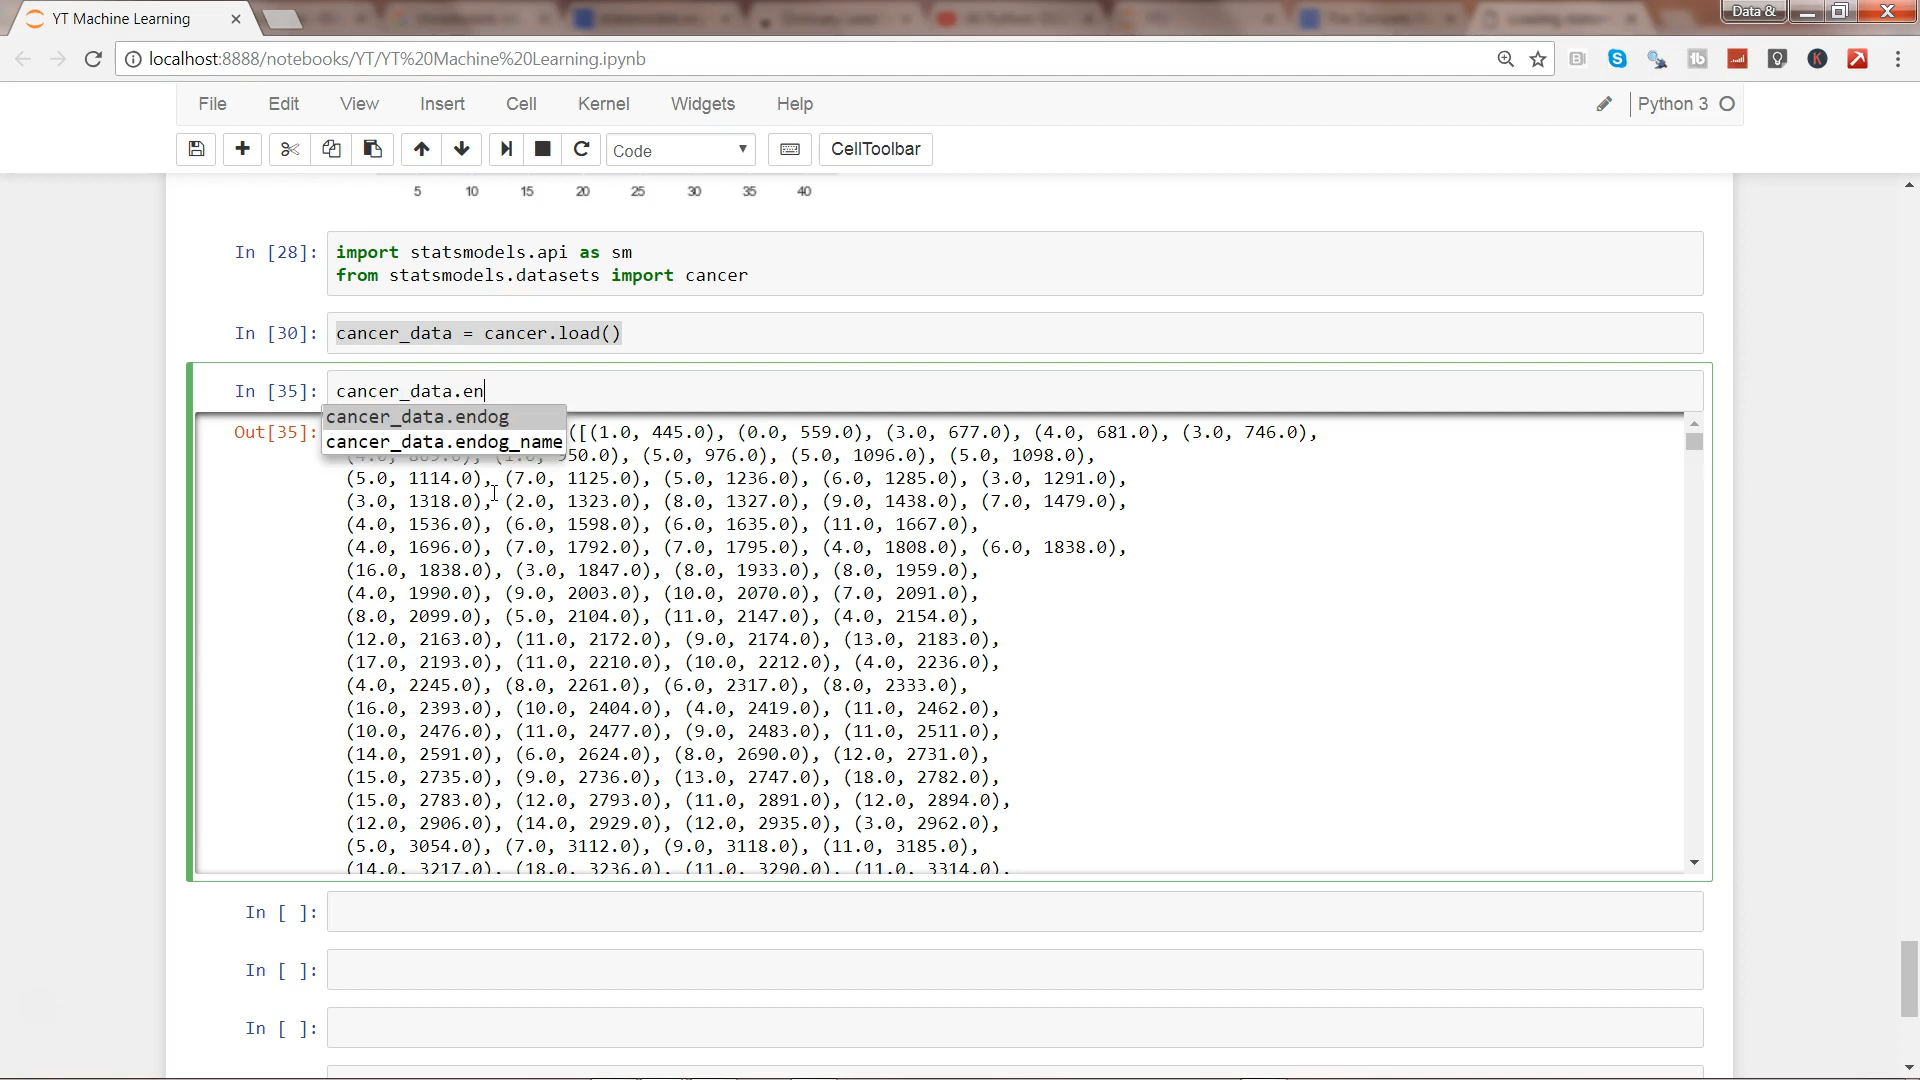 YT Machine Learning
Data &
localhost:8888/notebooks/YT/YT%20Machine%20Learning.ipynb
File Edit View Insert Cell Kernel Widgets Help Python 3
Code CellToolbar
5 10 15 20 25 30 35 40
In [28]: import statsmodels.api as sm
from statsmodels.datasets import cancer
In [30]: cancer_data = cancer.load()
In [35]: cancer_data.en
cancer_data.endog
cancer_data.endog_name
Out[35]: ([(1.0, 445.0), (0.0, 559.0), (3.0, 677.0), (4.0, 681.0), (3.0, 746.0),
950.0), (5.0, 976.0), (5.0, 1096.0), (5.0, 1098.0),
(5.0, 1114.0), (7.0, 1125.0), (5.0, 1236.0), (6.0, 1285.0), (3.0, 1291.0),
(3.0, 1318.0), (2.0, 1323.0), (8.0, 1327.0), (9.0, 1438.0), (7.0, 1479.0),
(4.0, 1536.0), (6.0, 1598.0), (6.0, 1635.0), (11.0, 1667.0),
(4.0, 1696.0), (7.0, 1792.0), (7.0, 1795.0), (4.0, 1808.0), (6.0, 1838.0),
(16.0, 1838.0), (3.0, 1847.0), (8.0, 1933.0), (8.0, 1959.0),
(4.0, 1990.0), (9.0, 2003.0), (10.0, 2070.0), (7.0, 2091.0),
(8.0, 2099.0), (5.0, 2104.0), (11.0, 2147.0), (4.0, 2154.0),
(12.0, 2163.0), (11.0, 2172.0), (9.0, 2174.0), (13.0, 2183.0),
(17.0, 2193.0), (11.0, 2210.0), (10.0, 2212.0), (4.0, 2236.0),
(4.0, 2245.0), (8.0, 2261.0), (6.0, 2317.0), (8.0, 2333.0),
(16.0, 2393.0), (10.0, 2404.0), (4.0, 2419.0), (11.0, 2462.0),
(10.0, 2476.0), (11.0, 2477.0), (9.0, 2483.0), (11.0, 2511.0),
(14.0, 2591.0), (6.0, 2624.0), (8.0, 2690.0), (12.0, 2731.0),
(15.0, 2735.0), (9.0, 2736.0), (13.0, 2747.0), (18.0, 2782.0),
(15.0, 2783.0), (12.0, 2793.0), (11.0, 2891.0), (12.0, 2894.0),
(12.0, 2906.0), (14.0, 2929.0), (12.0, 2935.0), (3.0, 2962.0),
(5.0, 3054.0), (7.0, 3112.0), (9.0, 3118.0), (11.0, 3185.0),
(14.0, 3217.0), (18.0, 3236.0), (11.0, 3290.0), (11.0, 3314.0),
In [ ]:
In [ ]:
In [ ]: